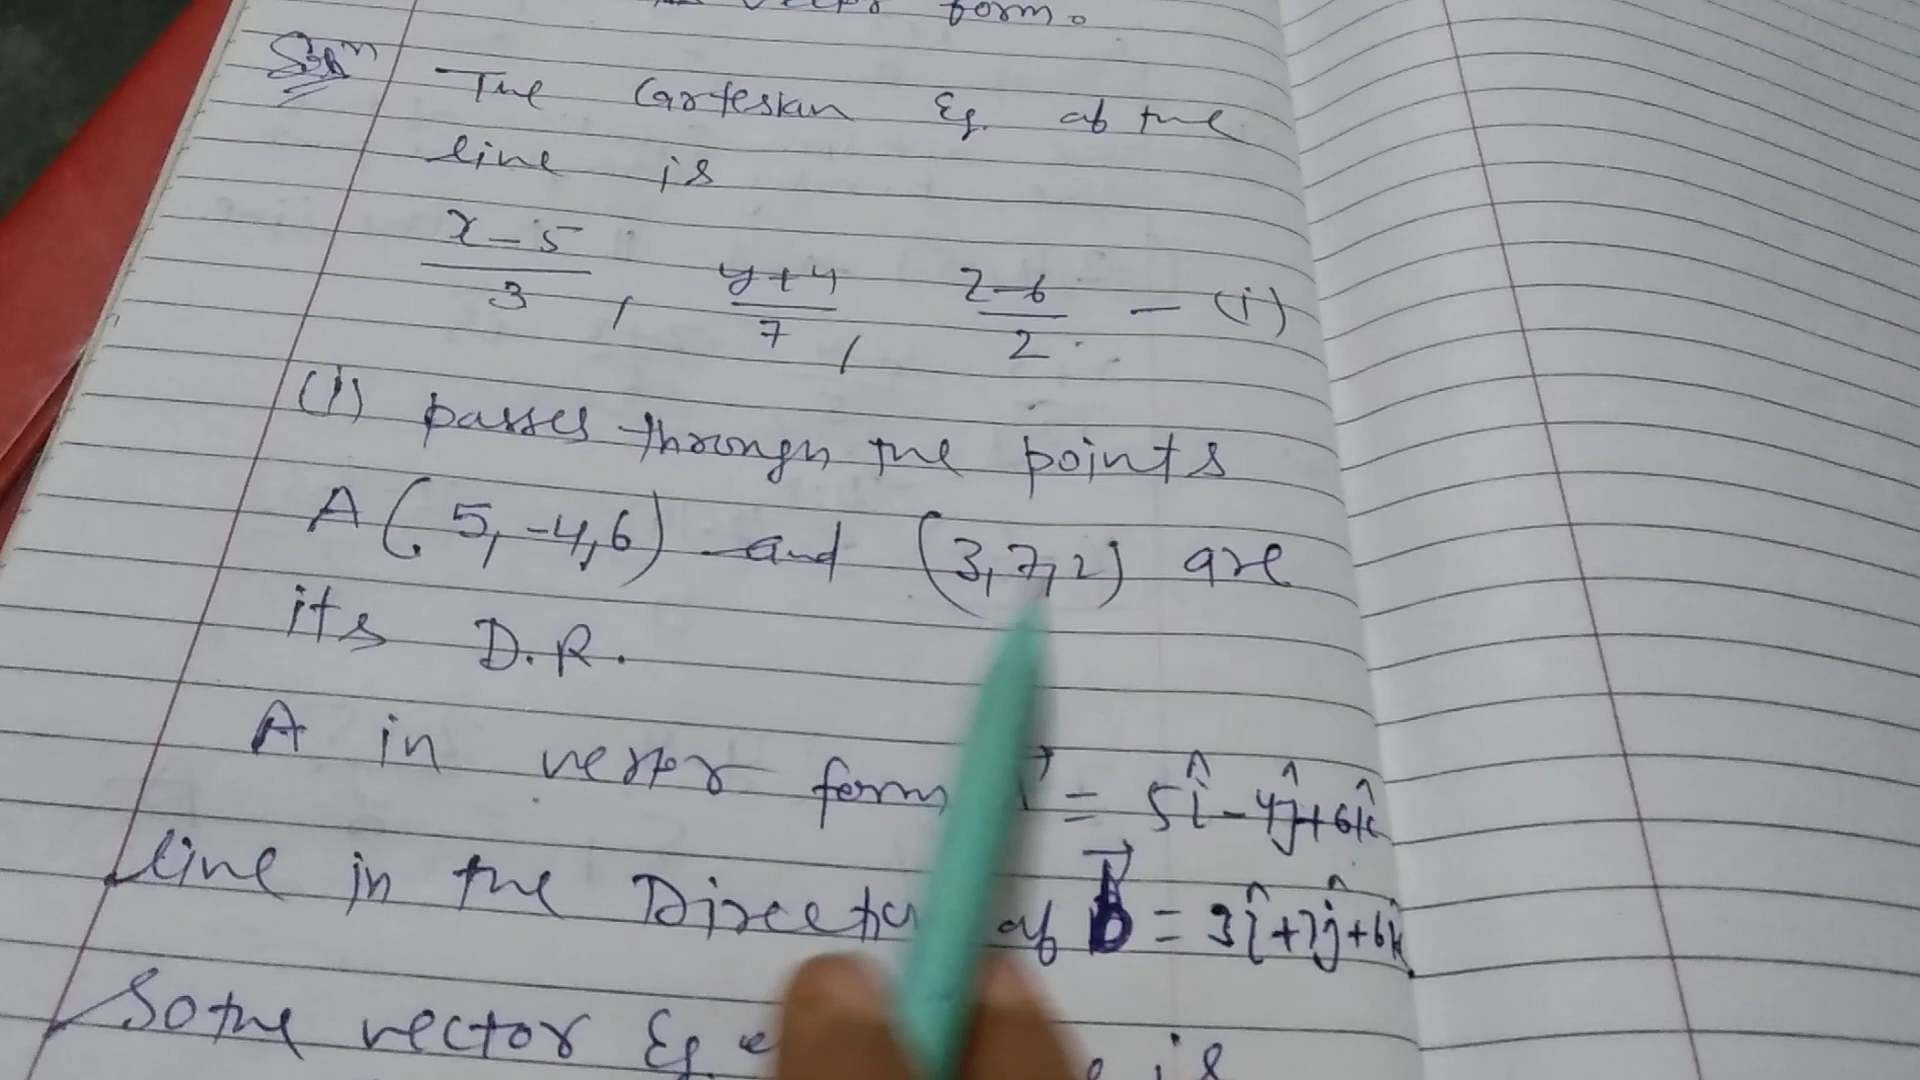 form.
Soln
The Cartesian Eq. of the
line is
x-5/3 , y+4/7 , z-6/2 - (i)
(i) passes through the points
A(5,-4,6) and (3,7,2) are
its D.R.
A in vector form = 5î-4ĵ+6k̂
line in the Direction of b⃗ = 3î+7ĵ+6k̂
So the vector Eq. is